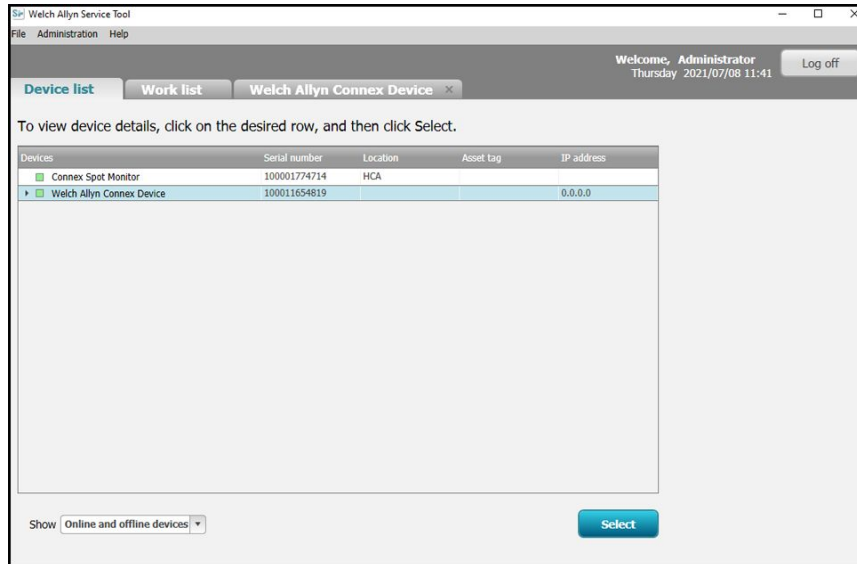 Welch Allyn Service Tool
File Administration Help
Welcome, Administrator
Thursday 2021/07/08 11:41
Log off
Device list Work list Welch Allyn Connex Device ×
To view device details, click on the desired row, and then click Select.
Devices Serial number Location Asset tag IP address
Connex Spot Monitor 100001774714 HCA
Welch Allyn Connex Device 100011654819 0.0.0.0
Show Online and offline devices
Select